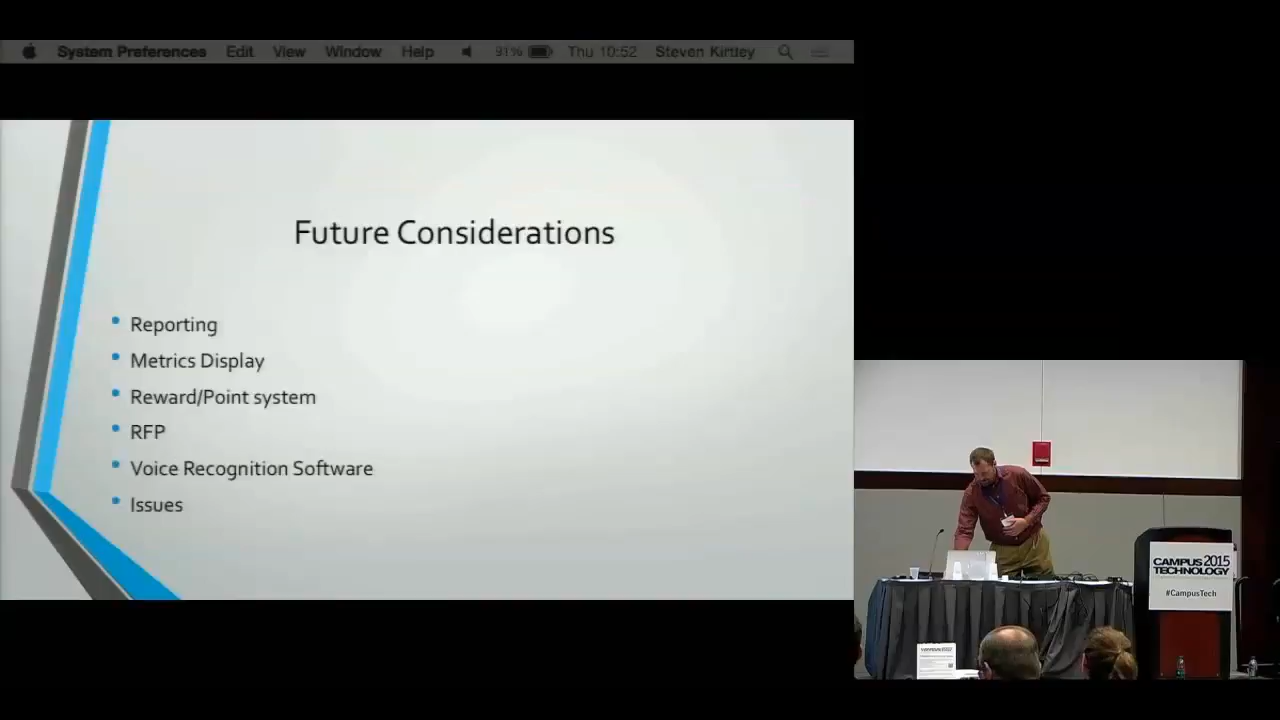 System Preferences Edit View Window Help 91% Thu 10:52 Steven Kirtley
Future Considerations
Reporting
Metrics Display
Reward/Point system
RFP
Voice Recognition Software
Issues
CAMPUS 2015
TECHNOLOGY
#CampusTech